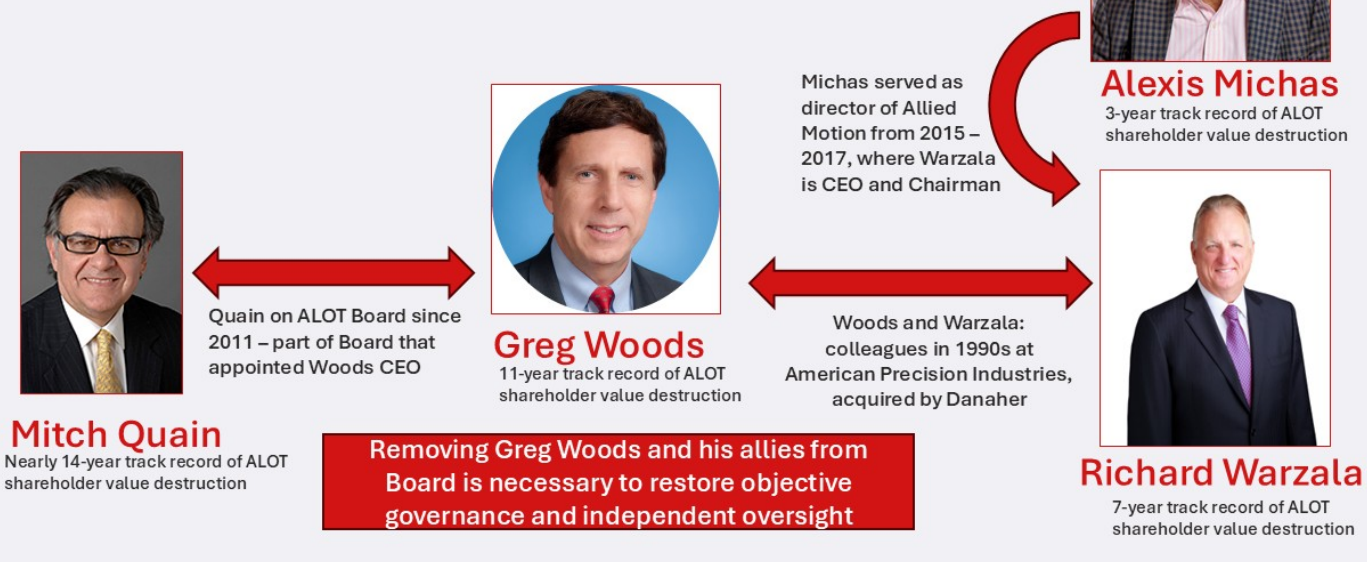 Michas served as
director of Allied
Motion from 2015 –
2017, where Warzala
is CEO and Chairman
Alexis Michas
3-year track record of ALOT
shareholder value destruction
Quain on ALOT Board since
2011 – part of Board that
appointed Woods CEO
Greg Woods
11-year track record of ALOT
shareholder value destruction
Woods and Warzala:
colleagues in 1990s at
American Precision Industries,
acquired by Danaher
Mitch Quain
Nearly 14-year track record of ALOT
shareholder value destruction
Removing Greg Woods and his allies from
Board is necessary to restore objective
governance and independent oversight
Richard Warzala
7-year track record of ALOT
shareholder value destruction